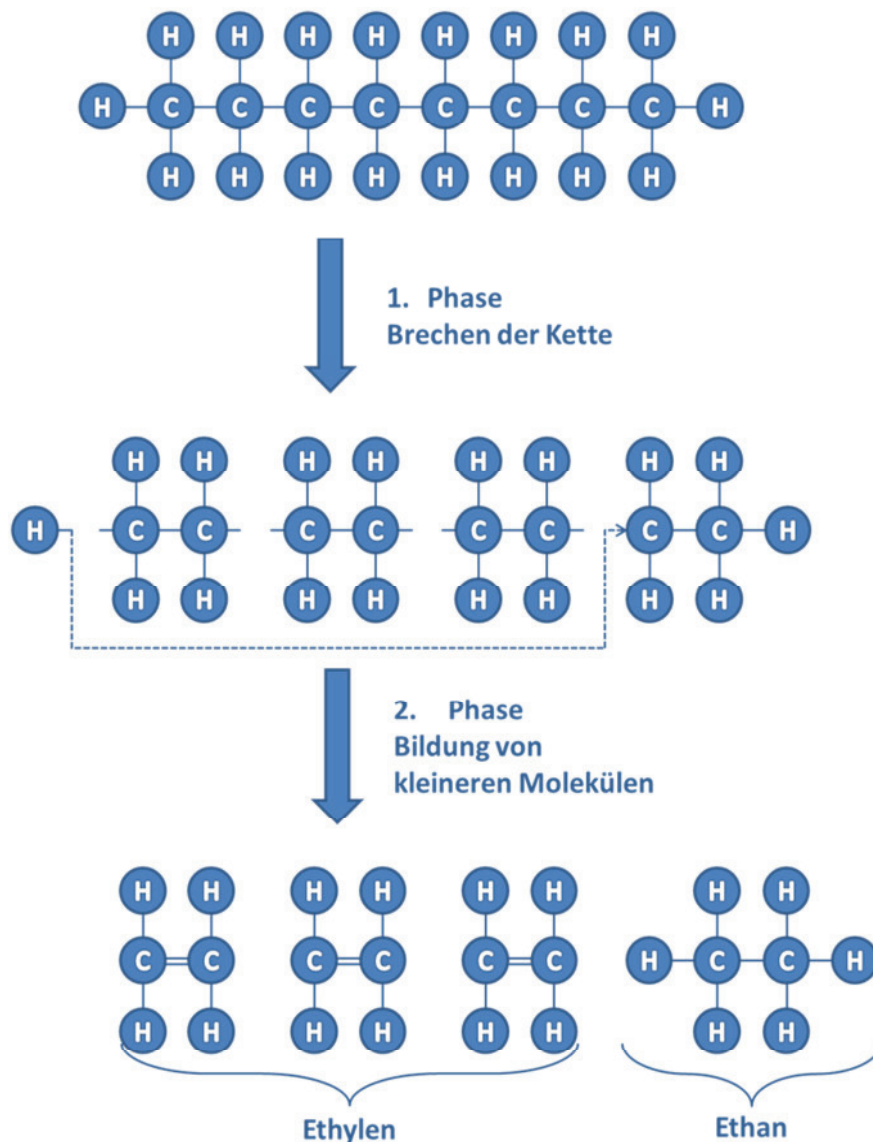 H H H H H H H H
H C C C C C C C C H
H H H H H H H H
1. Phase
Brechen der Kette
H H H H H H H H
H C C C C C C C C H
H H H H H H H H
2. Phase
Bildung von
kleineren Molekülen
H H H H H H H H
C C C C C C H C C H
H H H H H H H H
Ethylen Ethan